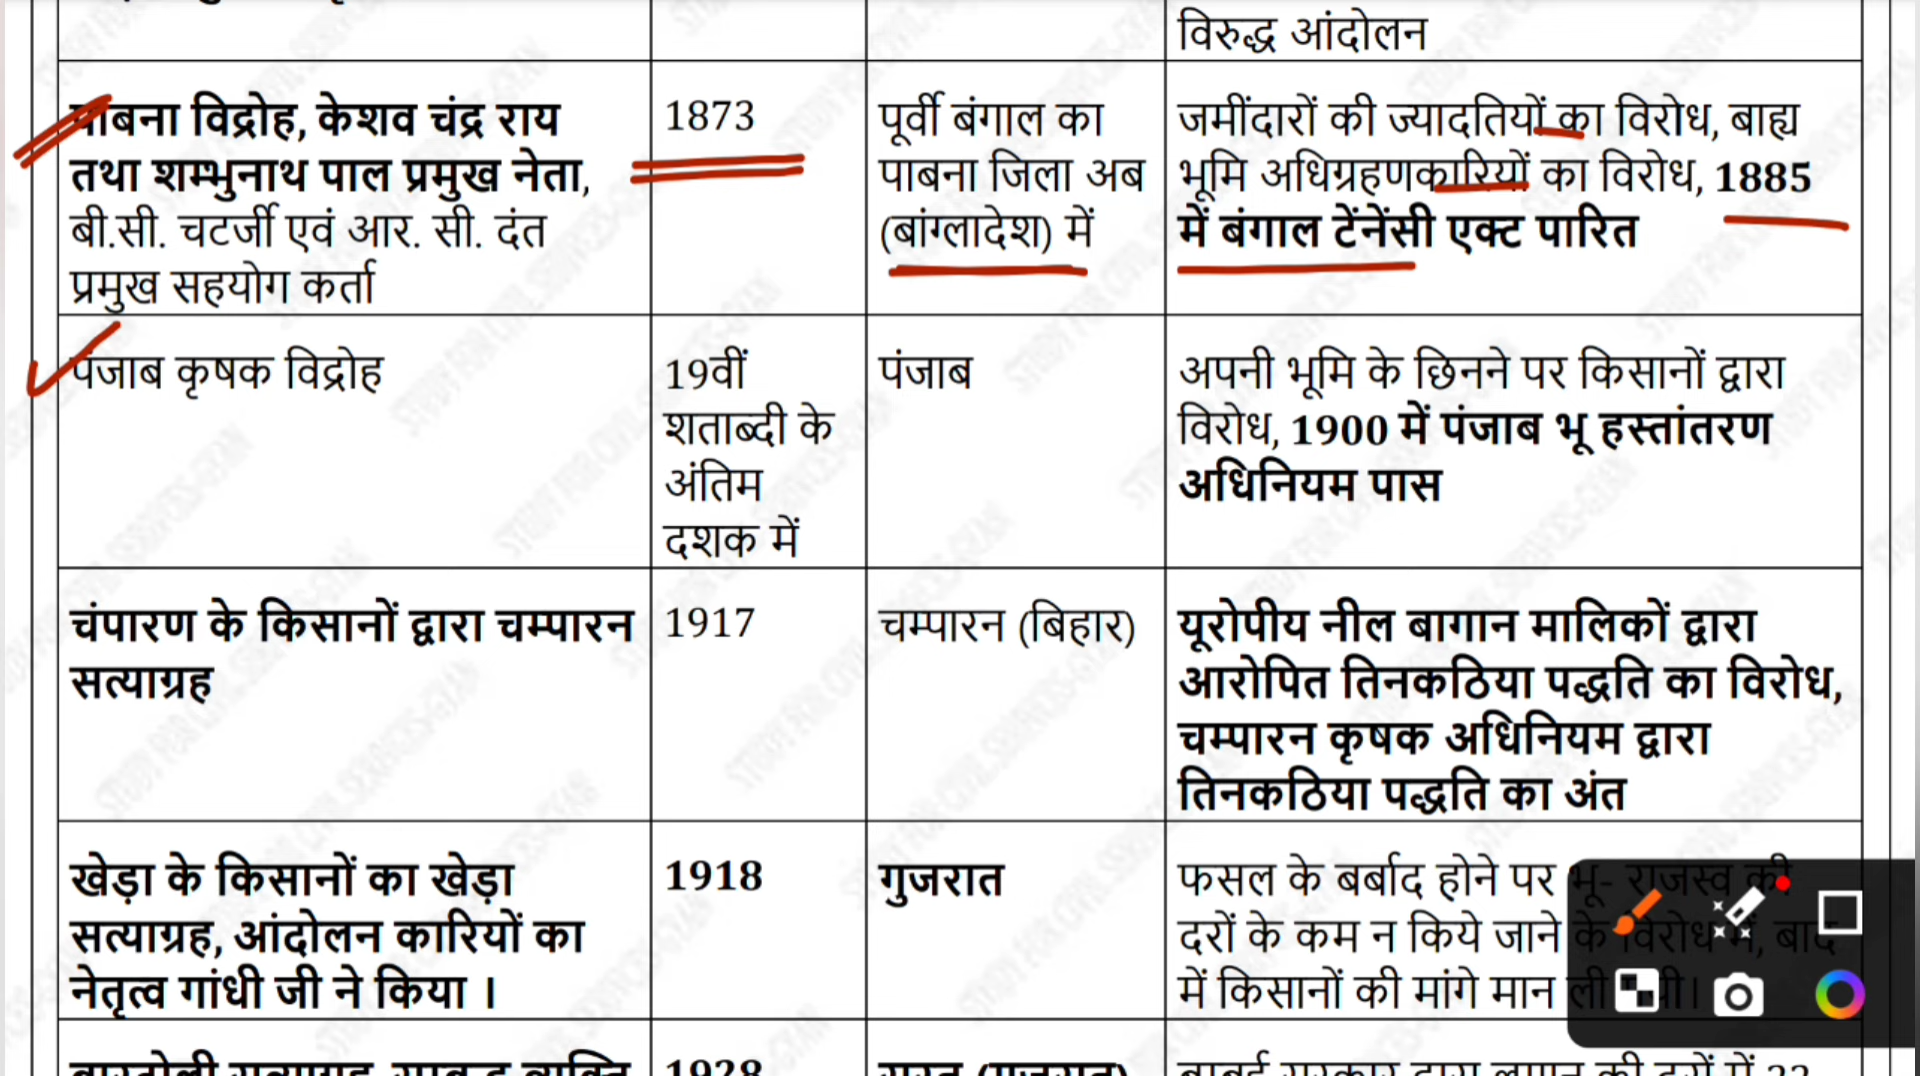 विरुद्ध आंदोलन
पाबना विद्रोह, केशव चंद्र राय
तथा शम्भुनाथ पाल प्रमुख नेता,
बी.सी. चटर्जी एवं आर. सी. दंत
प्रमुख सहयोग कर्ता
1873
पूर्वी बंगाल का
पाबना जिला अब
(बांग्लादेश) में
जमींदारों की ज्यादतियों का विरोध, बाह्य
भूमि अधिग्रहणकारियों का विरोध, 1885
में बंगाल टेंनेंसी एक्ट पारित
पंजाब कृषक विद्रोह
19वीं
शताब्दी के
अंतिम
दशक में
पंजाब
अपनी भूमि के छिनने पर किसानों द्वारा
विरोध, 1900 में पंजाब भू हस्तांतरण
अधिनियम पास
चंपारण के किसानों द्वारा चम्पारन
सत्याग्रह
1917
चम्पारन (बिहार)
यूरोपीय नील बागान मालिकों द्वारा
आरोपित तिनकठिया पद्धति का विरोध,
चम्पारन कृषक अधिनियम द्वारा
तिनकठिया पद्धति का अंत
खेड़ा के किसानों का खेड़ा
सत्याग्रह, आंदोलन कारियों का
नेतृत्व गांधी जी ने किया ।
1918
गुजरात
फसल के बर्बाद होने पर भू- राजस्व की
दरों के कम न किये जाने के विरोध में, बाद
में किसानों की मांगे मान ली
1928